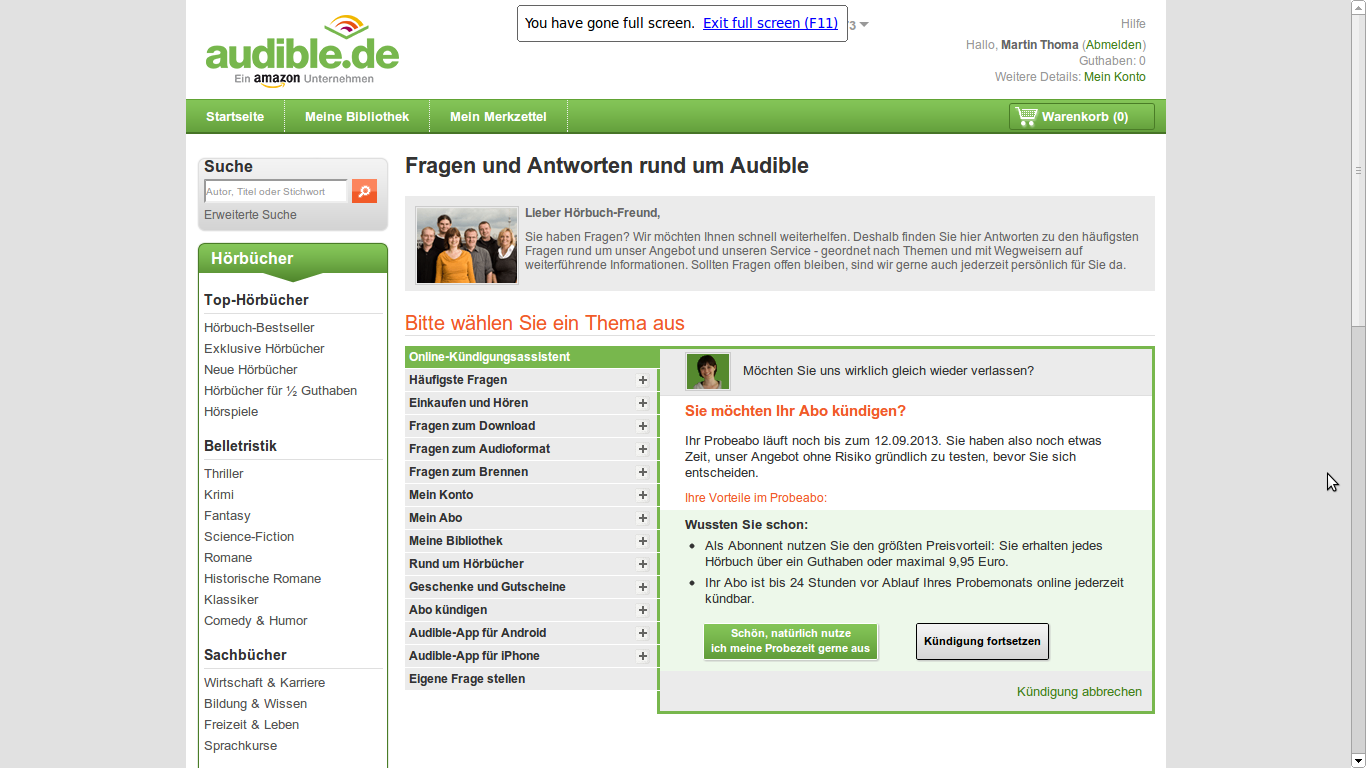 You have gone full screen. Exit full screen (F11)
audible.de
Ein amazon Unternehmen
Hilfe
Hallo, Martin Thoma (Abmelden)
Guthaben: 0
Weitere Details: Mein Konto
Startseite
Meine Bibliothek
Mein Merkzettel
Warenkorb (0)
Suche
Autor, Titel oder Stichwort
Erweiterte Suche
Hörbücher
Top-Hörbücher
Hörbuch-Bestseller
Exklusive Hörbücher
Neue Hörbücher
Hörbücher für ½ Guthaben
Hörspiele
Belletristik
Thriller
Krimi
Fantasy
Science-Fiction
Romane
Historische Romane
Klassiker
Comedy & Humor
Sachbücher
Wirtschaft & Karriere
Bildung & Wissen
Freizeit & Leben
Sprachkurse
Fragen und Antworten rund um Audible
Lieber Hörbuch-Freund,
Sie haben Fragen? Wir möchten Ihnen schnell weiterhelfen. Deshalb finden Sie hier Antworten zu den häufigsten
Fragen rund um unser Angebot und unseren Service - geordnet nach Themen und mit Wegweisern auf
weiterführende Informationen. Sollten Fragen offen bleiben, sind wir gerne auch jederzeit persönlich für Sie da.
Bitte wählen Sie ein Thema aus
Online-Kündigungsassistent
Häufigste Fragen
Einkaufen und Hören
Fragen zum Download
Fragen zum Audioformat
Fragen zum Brennen
Mein Konto
Mein Abo
Meine Bibliothek
Rund um Hörbücher
Geschenke und Gutscheine
Abo kündigen
Audible-App für Android
Audible-App für iPhone
Eigene Frage stellen
Möchten Sie uns wirklich gleich wieder verlassen?
Sie möchten Ihr Abo kündigen?
Ihr Probeabo läuft noch bis zum 12.09.2013. Sie haben also noch etwas
Zeit, unser Angebot ohne Risiko gründlich zu testen, bevor Sie sich
entscheiden.
Ihre Vorteile im Probeabo:
Wussten Sie schon:
Als Abonnent nutzen Sie den größten Preisvorteil: Sie erhalten jedes
Hörbuch über ein Guthaben oder maximal 9,95 Euro.
Ihr Abo ist bis 24 Stunden vor Ablauf Ihres Probemonats online jederzeit
kündbar.
Schön, natürlich nutze
ich meine Probezeit gerne aus
Kündigung fortsetzen
Kündigung abbrechen